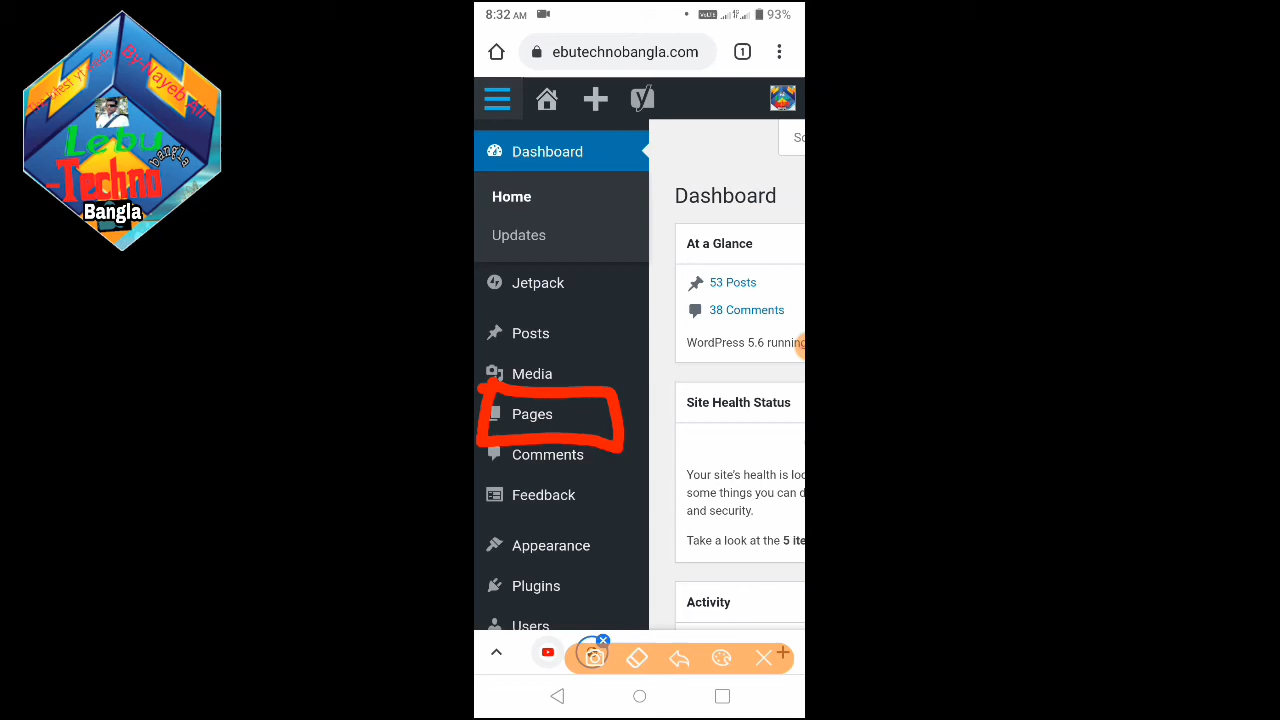 8:32 AM
VoLTE
93%
ebutechnobangla.com
1
By-Nayeb Ali
Lebu
-Techno
bangla
Bangla
Dashboard
Home
Updates
Jetpack
Posts
Media
Pages
Comments
Feedback
Appearance
Plugins
Users
Sc
Dashboard
At a Glance
53 Posts
38 Comments
WordPress 5.6 running
Site Health Status
Your site's health is loo
some things you can d
and security.
Take a look at the 5 ite
Activity